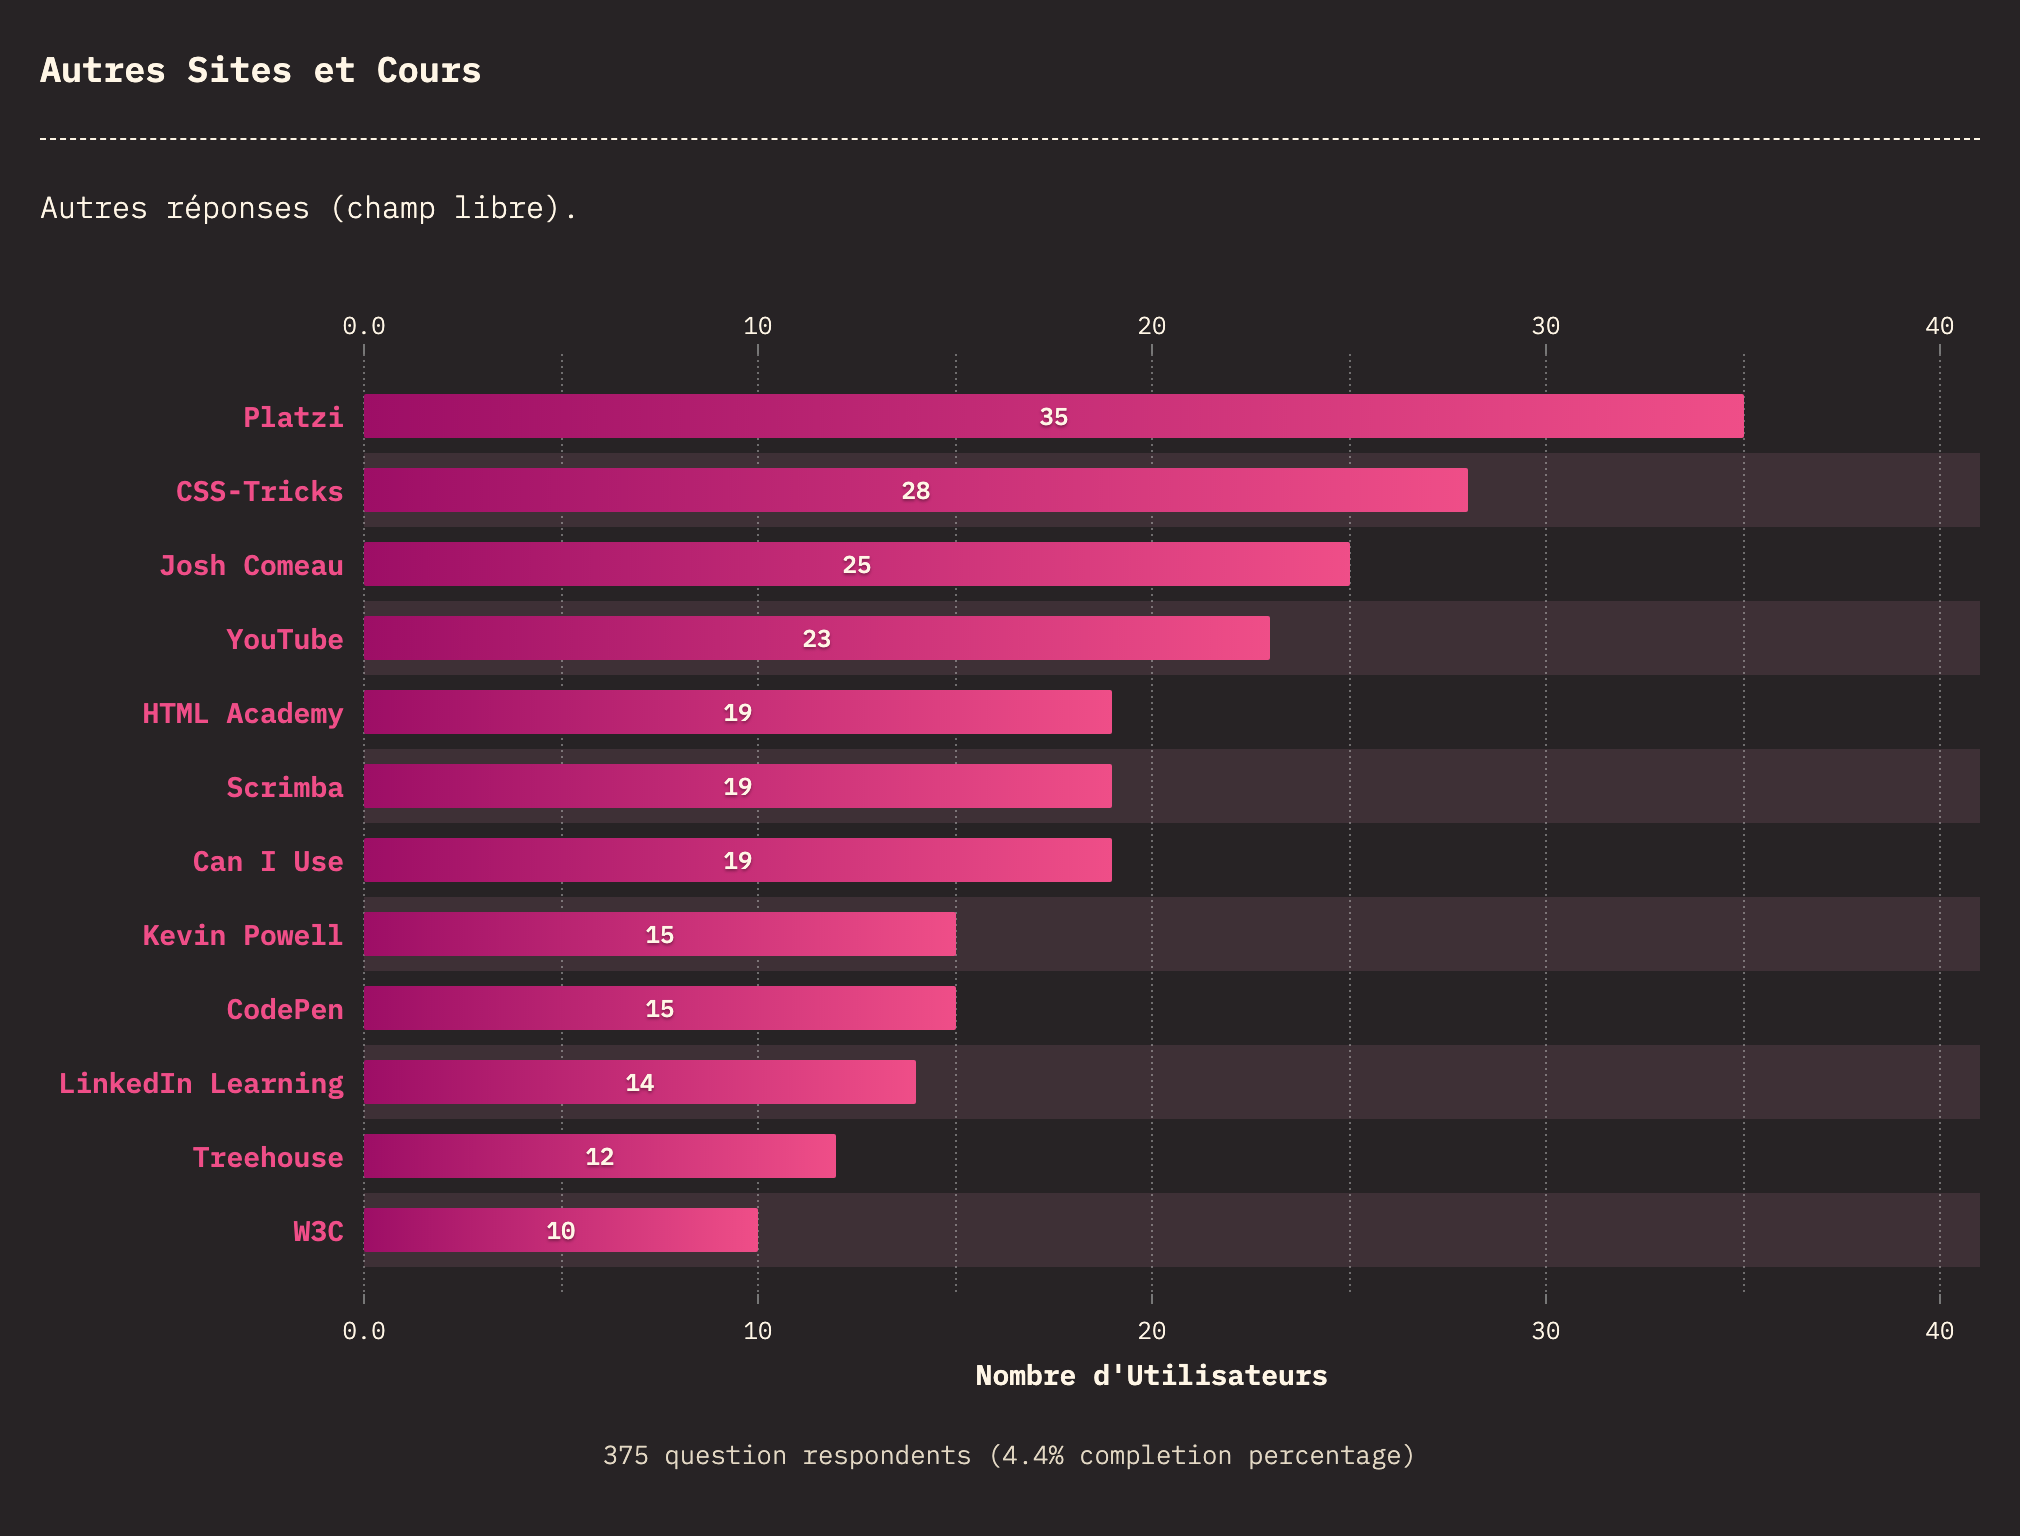 Autres Sites et Cours
Autres réponses (champ libre).
0.0 10 20 30 40
Platzi 35
CSS-Tricks 28
Josh Comeau 25
YouTube 23
HTML Academy 19
Scrimba 19
Can I Use 19
Kevin Powell 15
CodePen 15
LinkedIn Learning 14
Treehouse 12
W3C 10
0.0 10 20 30 40
Nombre d'Utilisateurs
375 question respondents (4.4% completion percentage)